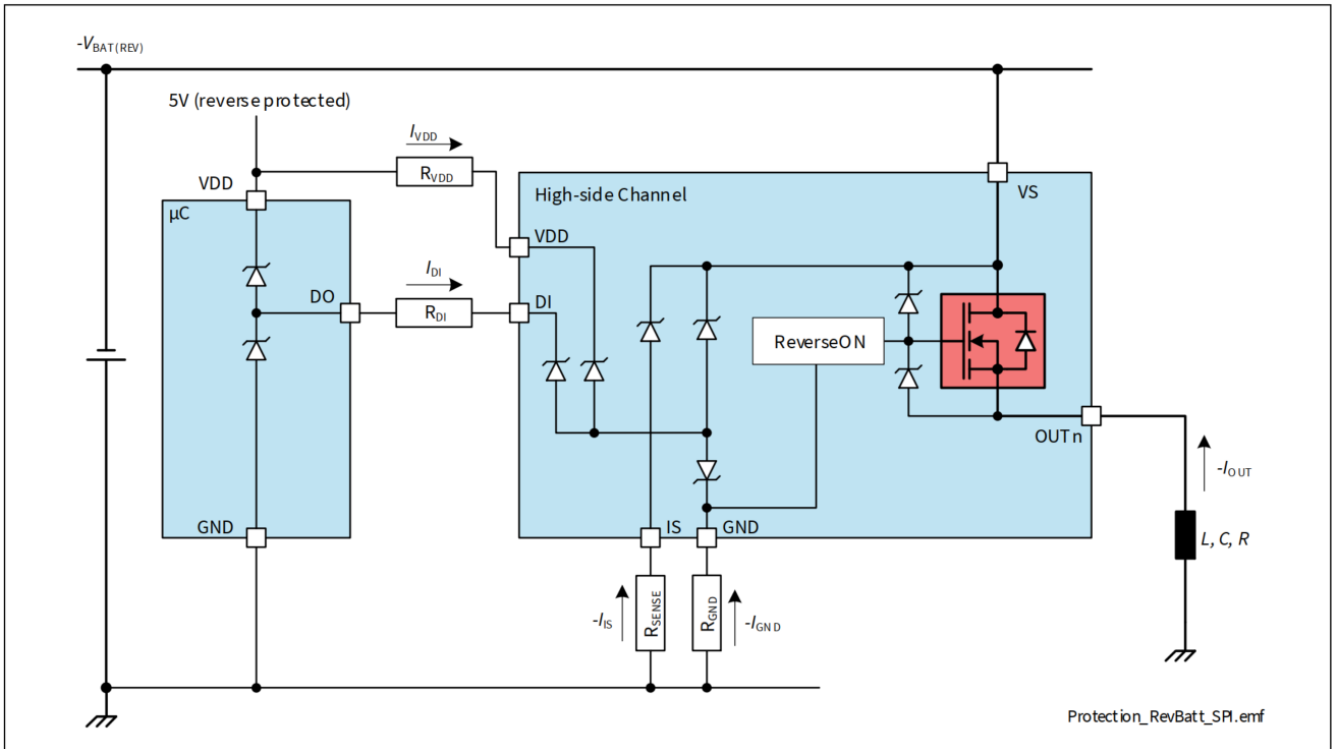 -VBAT(REV)
5V (reverse protected)
IVDD
RVDD
VDD
µC
High-side Channel
VS
VDD
IDI
DO
RDI
DI
ReverseON
OUTn
-IOUT
GND
IS
GND
L, C, R
-IIS
RSENSE
RGND
-IGND
Protection_RevBatt_SPI.emf